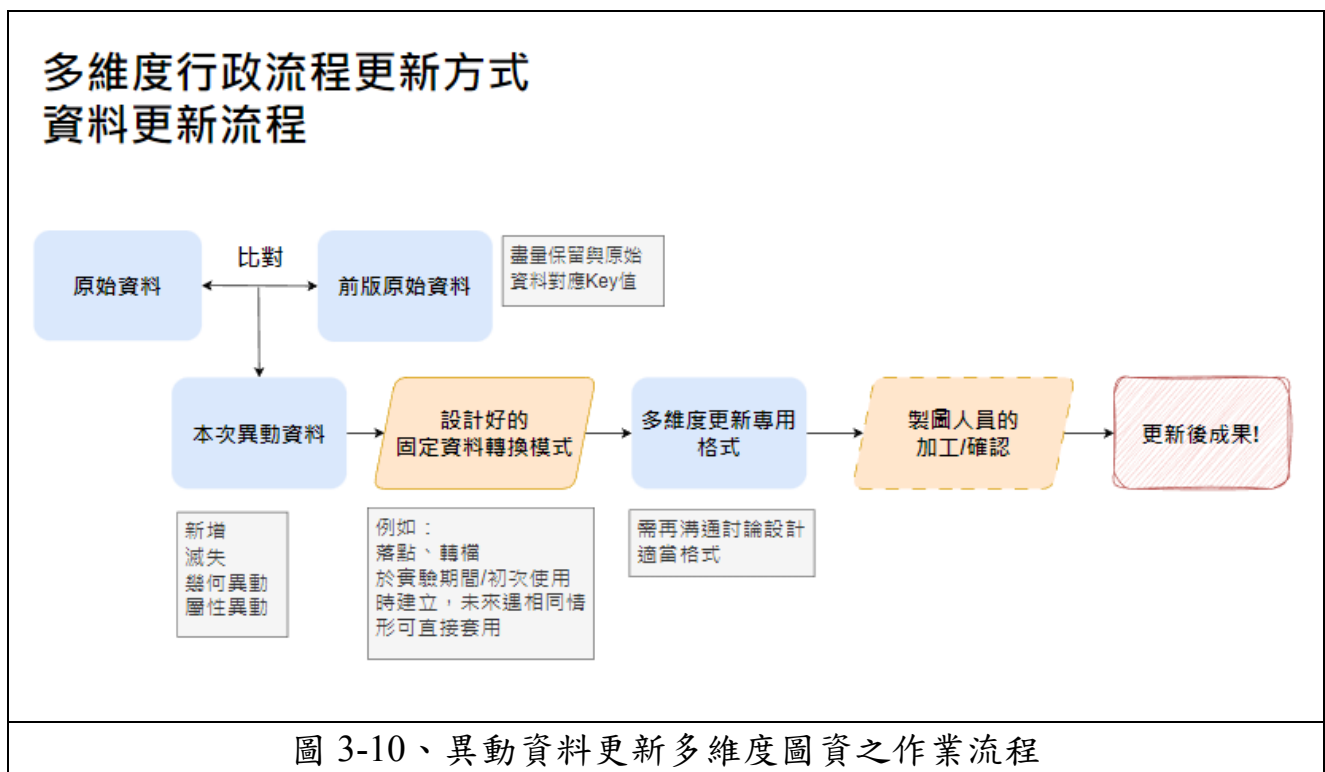 多維度行政流程更新方式
資料更新流程
原始資料
比對
前版原始資料
盡量保留與原始
資料對應Key值
本次異動資料
設計好的
固定資料轉換模式
多維度更新專用
格式
製圖人員的
加工/確認
更新後成果!
新增
滅失
幾何異動
屬性異動
例如：
落點、轉檔
於實驗期間/初次使用
時建立，未來遇相同情
形可直接套用
需再溝通討論設計
適當格式
圖 3-10、異動資料更新多維度圖資之作業流程